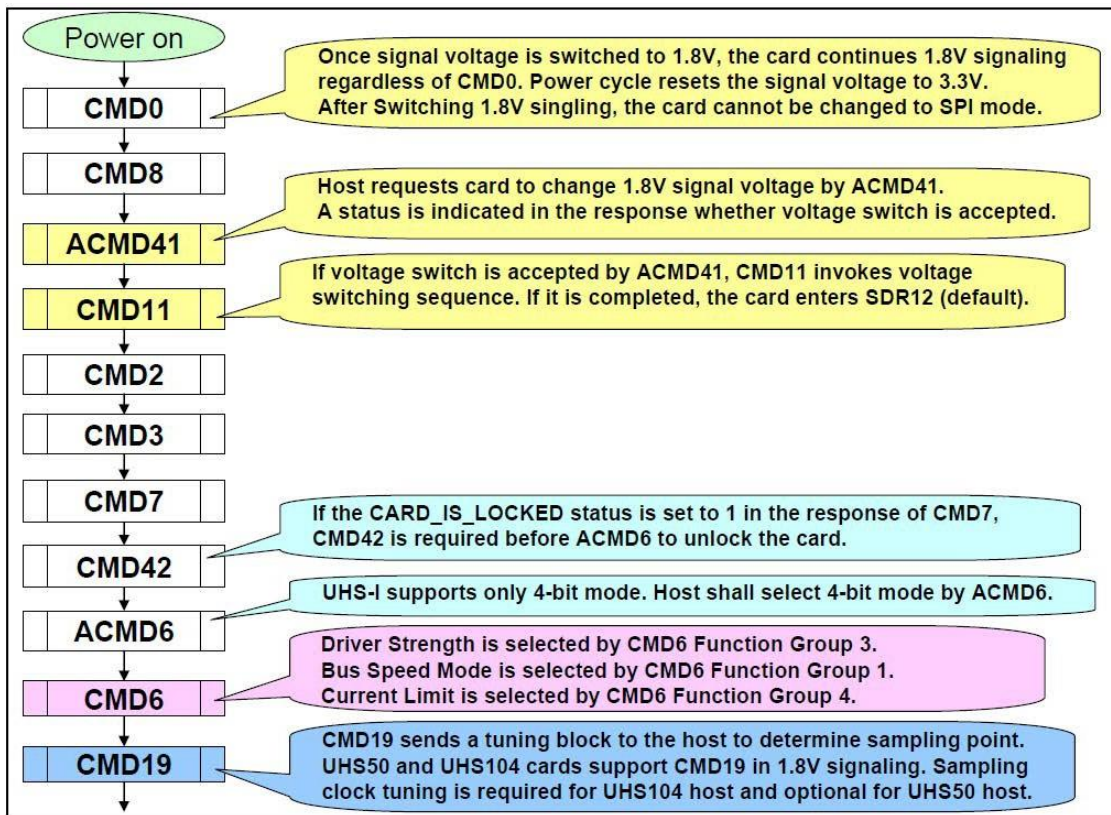 Power on
Once signal voltage is switched to 1.8V, the card continues 1.8V signaling
regardless of CMD0. Power cycle resets the signal voltage to 3.3V.
After Switching 1.8V singling, the card cannot be changed to SPI mode.
CMD0
CMD8
Host requests card to change 1.8V signal voltage by ACMD41.
A status is indicated in the response whether voltage switch is accepted.
ACMD41
If voltage switch is accepted by ACMD41, CMD11 invokes voltage
switching sequence. If it is completed, the card enters SDR12 (default).
CMD11
CMD2
CMD3
CMD7
If the CARD_IS_LOCKED status is set to 1 in the response of CMD7,
CMD42 is required before ACMD6 to unlock the card.
CMD42
UHS-I supports only 4-bit mode. Host shall select 4-bit mode by ACMD6.
ACMD6
Driver Strength is selected by CMD6 Function Group 3.
Bus Speed Mode is selected by CMD6 Function Group 1.
Current Limit is selected by CMD6 Function Group 4.
CMD6
CMD19 sends a tuning block to the host to determine sampling point.
UHS50 and UHS104 cards support CMD19 in 1.8V signaling. Sampling
clock tuning is required for UHS104 host and optional for UHS50 host.
CMD19